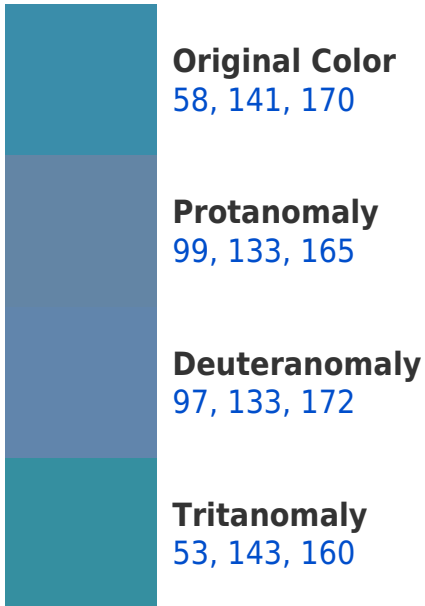 Original Color
58, 141, 170
Protanomaly
99, 133, 165
Deuteranomaly
97, 133, 172
Tritanomaly
53, 143, 160